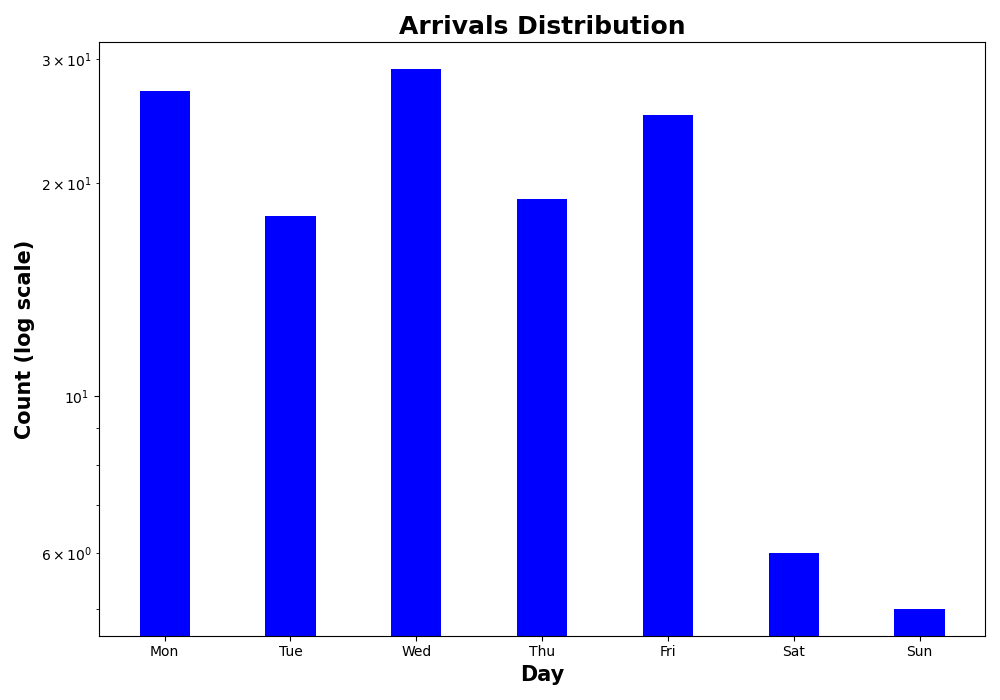 Arrivals Distribution
3 × 10¹
2 × 10¹
10¹
6 × 10⁰
Count (log scale)
Mon Tue Wed Thu Fri Sat Sun
Day